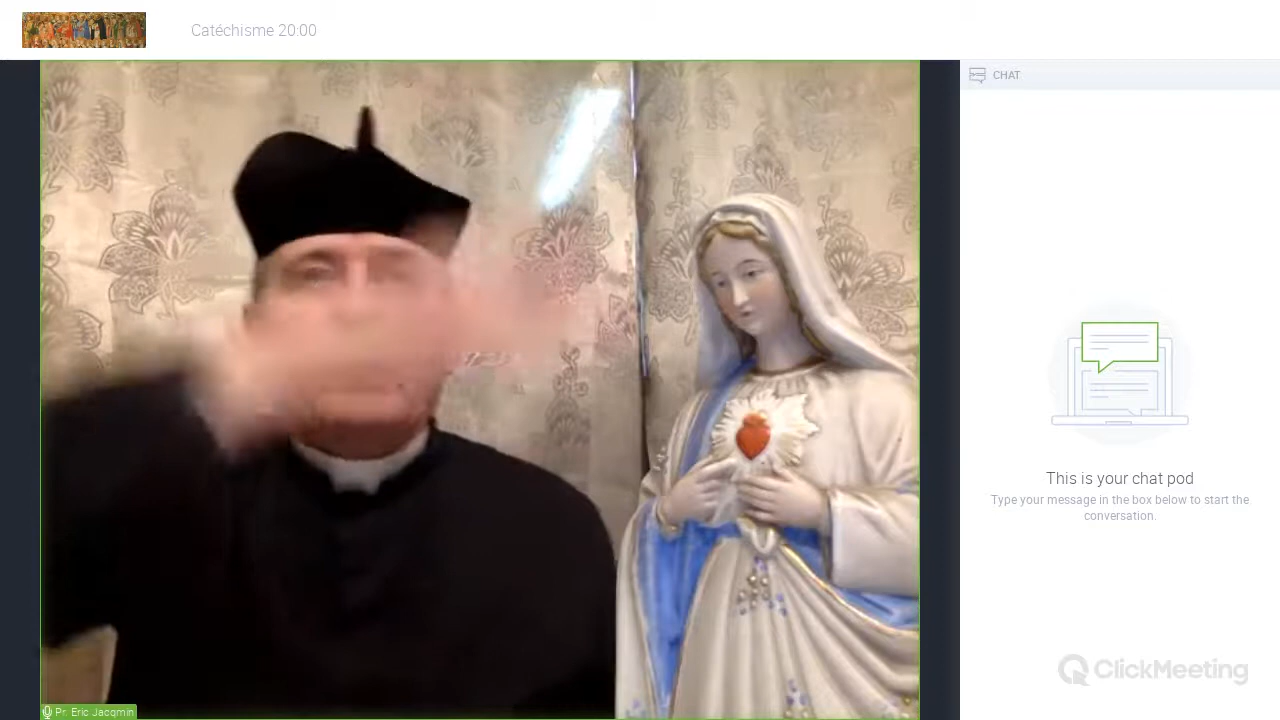 Catéchisme 20:00
CHAT
This is your chat pod
Type your message in the box below to start the
conversation.
ClickMeeting
Pr. Eric Jacqmin